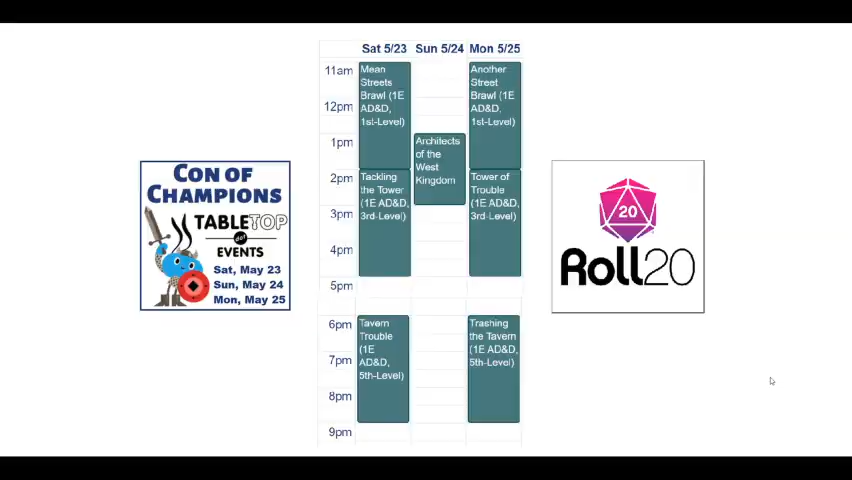 Sat 5/23 Sun 5/24 Mon 5/25
11am
12pm
1pm
2pm
3pm
4pm
5pm
6pm
7pm
8pm
9pm
Mean
Streets
Brawl (1E
AD&D,
1st-Level)
Tackling
the Tower
(1E AD&D,
3rd-Level)
Tavern
Trouble
(1E
AD&D,
5th-Level)
Architects
of the
West
Kingdom
Another
Street
Brawl (1E
AD&D,
1st-Level)
Tower of
Trouble
(1E AD&D,
3rd-Level)
Trashing
the Tavern
(1E AD&D,
5th-Level)
CON OF
CHAMPIONS
TABLETOP
dot
EVENTS
Sat, May 23
Sun, May 24
Mon, May 25
20
Roll20